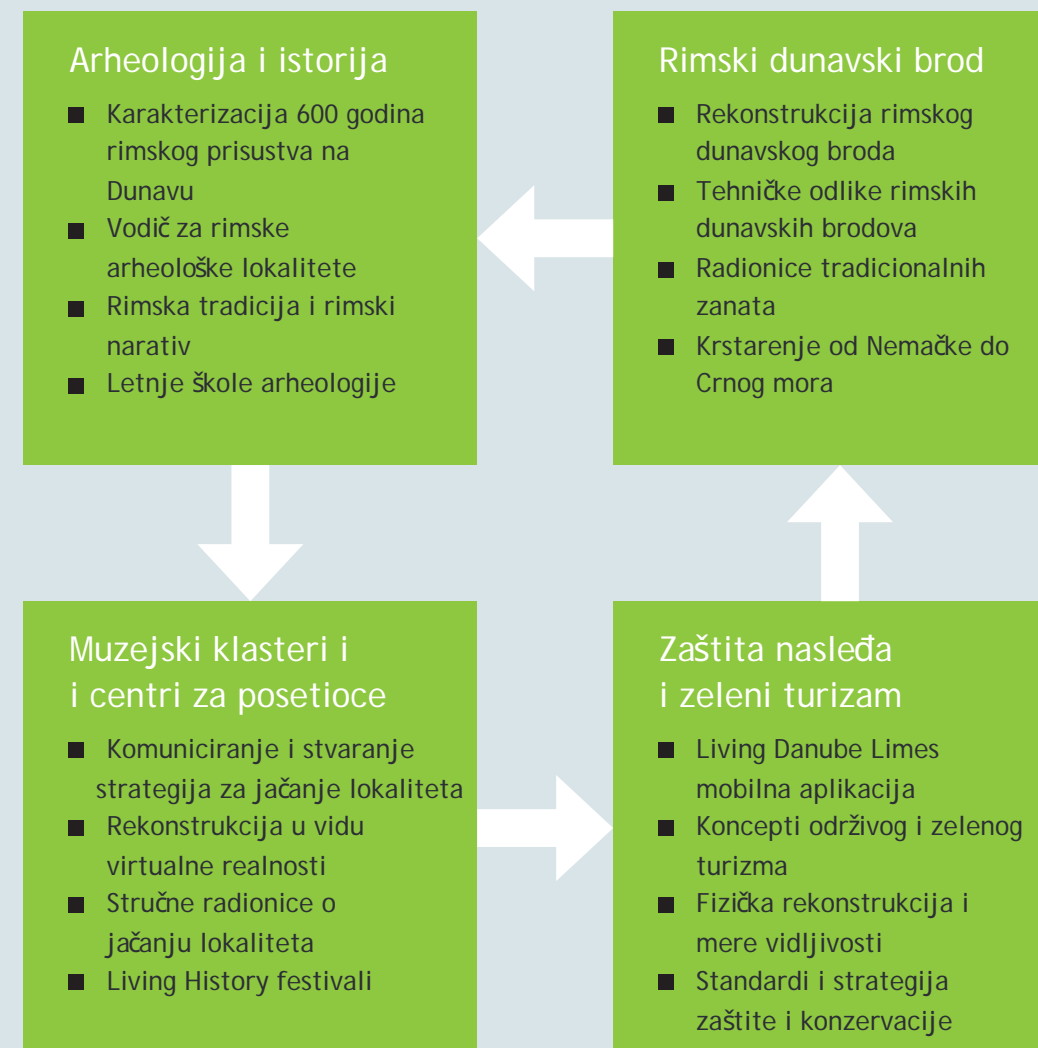 Arheologija i istorija
■ Karakterizacija 600 godina
rimskog prisustva na
Dunavu
■ Vodič za rimske
arheološke lokalitete
■ Rimska tradicija i rimski
narativ
■ Letnje škole arheologije
Rimski dunavski brod
■ Rekonstrukcija rimskog
dunavskog broda
■ Tehničke odlike rimskih
dunavskih brodova
■ Radionice tradicionalnih
zanata
■ Krstarenje od Nemačke do
Crnog mora
Muzejski klasteri i
i centri za posetioce
■ Komuniciranje i stvaranje
strategija za jačanje lokaliteta
■ Rekonstrukcija u vidu
virtualne realnosti
■ Stručne radionice o
jačanju lokaliteta
■ Living History festivali
Zaštita nasleđa
i zeleni turizam
■ Living Danube Limes
mobilna aplikacija
■ Koncepti održivog i zelenog
turizma
■ Fizička rekonstrukcija i
mere vidljivosti
■ Standardi i strategija
zaštite i konzervacije